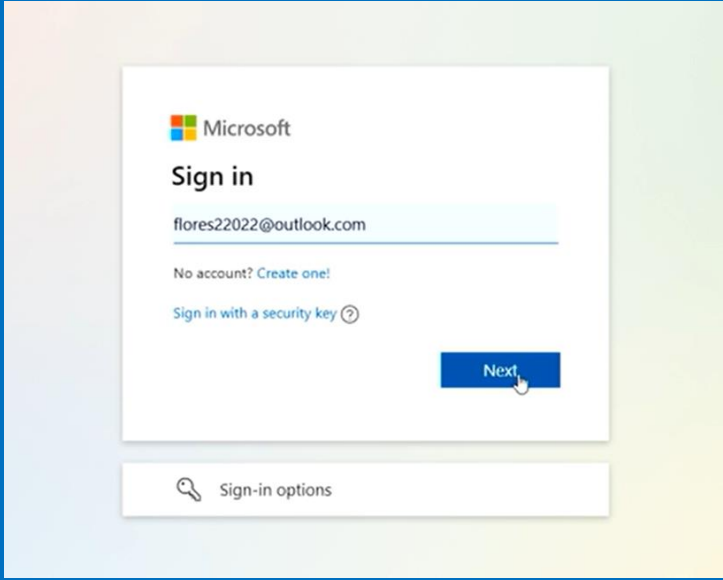 Microsoft
Sign in
flores22022@outlook.com
No account? Create one!
Sign in with a security key ?
Next
Sign-in options